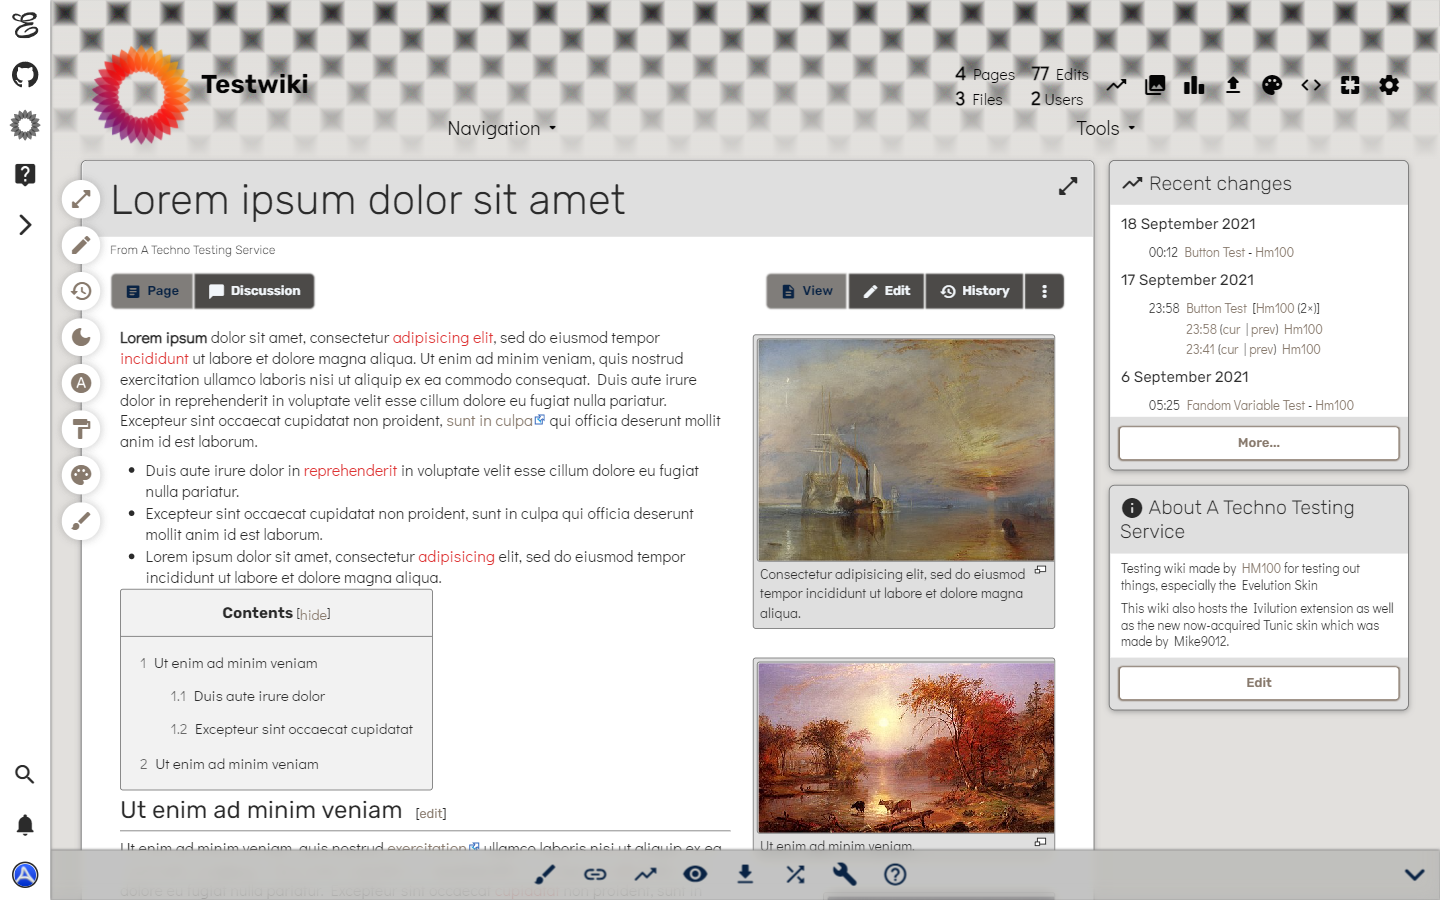 Testwiki
4 Pages 77 Edits
3 Files 2 Users
Navigation
Tools
Lorem ipsum dolor sit amet
From A Techno Testing Service
Page
Discussion
View
Edit
History
Lorem ipsum dolor sit amet, consectetur adipisicing elit, sed do eiusmod tempor
incididunt ut labore et dolore magna aliqua. Ut enim ad minim veniam, quis nostrud
exercitation ullamco laboris nisi ut aliquip ex ea commodo consequat. Duis aute irure
dolor in reprehenderit in voluptate velit esse cillum dolore eu fugiat nulla pariatur.
Excepteur sint occaecat cupidatat non proident, sunt in culpa qui officia deserunt mollit
anim id est laborum.
Duis aute irure dolor in reprehenderit in voluptate velit esse cillum dolore eu fugiat
nulla pariatur.
Excepteur sint occaecat cupidatat non proident, sunt in culpa qui officia deserunt
mollit anim id est laborum.
Lorem ipsum dolor sit amet, consectetur adipisicing elit, sed do eiusmod tempor
incididunt ut labore et dolore magna aliqua.
Contents [hide]
1 Ut enim ad minim veniam
1.1 Duis aute irure dolor
1.2 Excepteur sint occaecat cupidatat
2 Ut enim ad minim veniam
Ut enim ad minim veniam [edit]
Ut enim ad minim veniam, quis nostrud exercitation ullamco laboris nisi ut aliquip ex ea
dolore eu fugiat nulla pariatur. Excepteur sint occaecat cupidatat non proident, sunt in
Consectetur adipisicing elit, sed do eiusmod
tempor incididunt ut labore et dolore magna
aliqua.
Ut enim ad minim veniam.
Recent changes
18 September 2021
00:12 Button Test - Hm100
17 September 2021
23:58 Button Test [Hm100 (2×)]
23:58 (cur | prev) Hm100
23:41 (cur | prev) Hm100
6 September 2021
05:25 Fandom Variable Test - Hm100
More...
About A Techno Testing
Service
Testing wiki made by HM100 for testing out
things, especially the Evelution Skin
This wiki also hosts the Ivilution extension as well
as the new now-acquired Tunic skin which was
made by Mike9012.
Edit